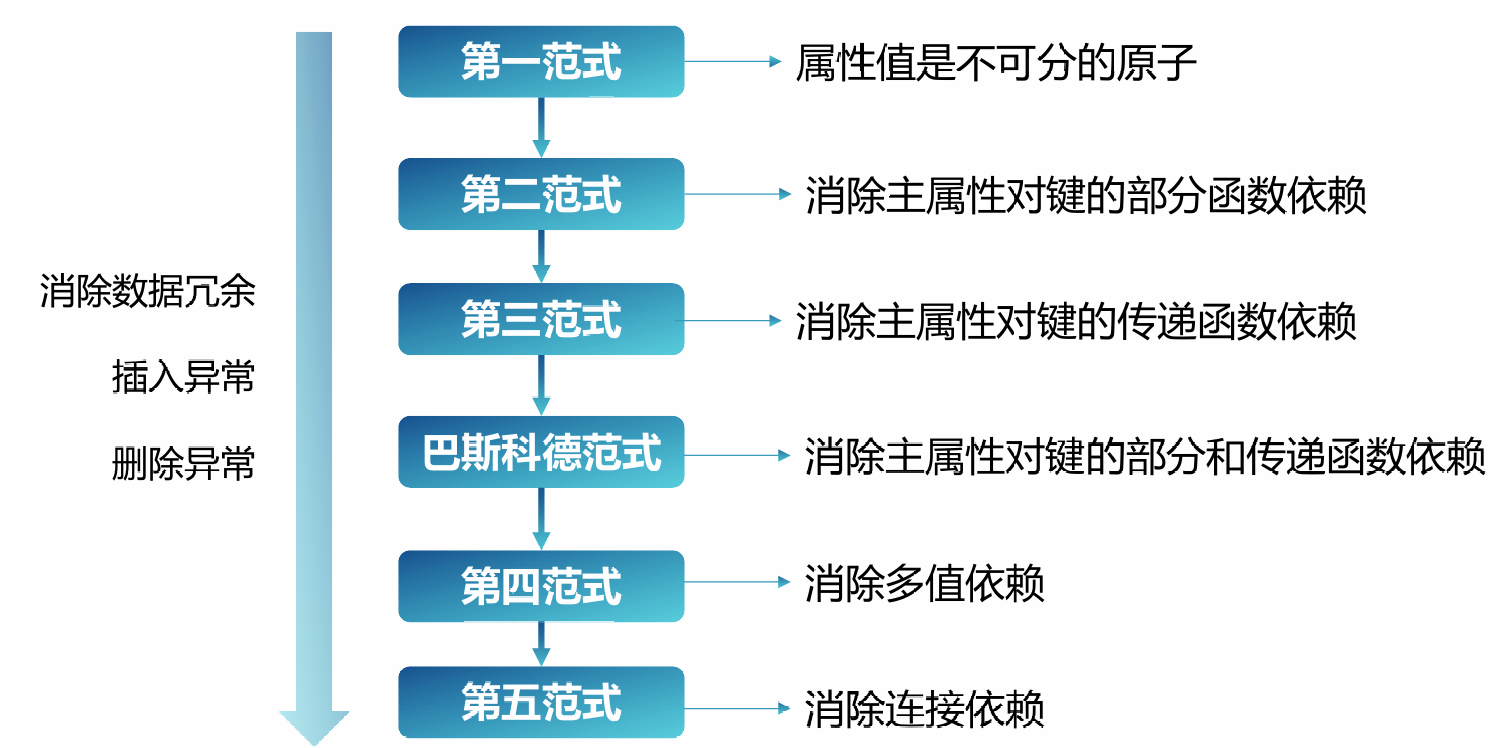 第一范式
属性值是不可分的原子
第二范式
消除主属性对键的部分函数依赖
第三范式
消除主属性对键的传递函数依赖
巴斯科德范式
消除主属性对键的部分和传递函数依赖
第四范式
消除多值依赖
第五范式
消除连接依赖
消除数据冗余
插入异常
删除异常